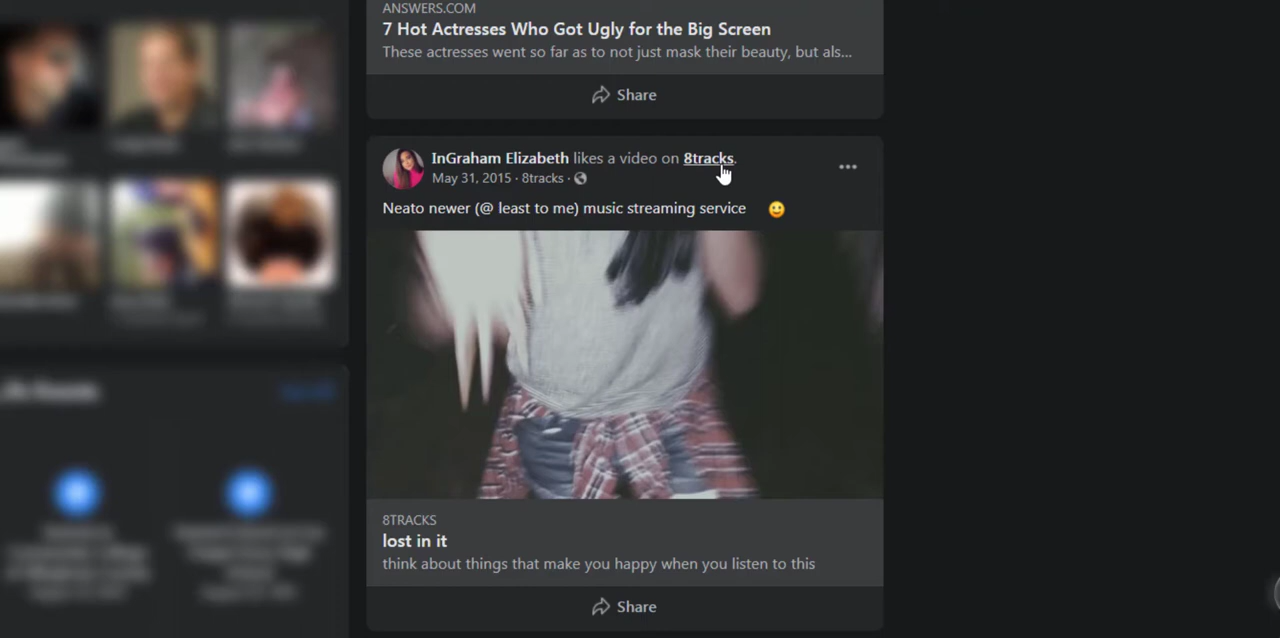 ANSWERS.COM
7 Hot Actresses Who Got Ugly for the Big Screen
These actresses went so far as to not just mask their beauty, but als...
Share
InGraham Elizabeth likes a video on 8tracks.
May 31, 2015 · 8tracks ·
Neato newer (@ least to me) music streaming service
8TRACKS
lost in it
think about things that make you happy when you listen to this
Share